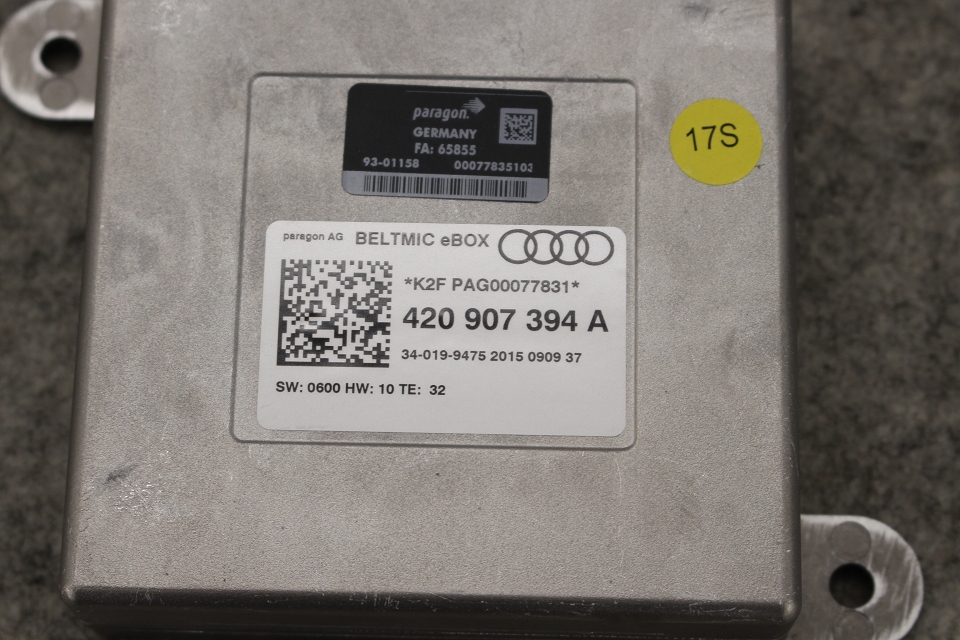 paragon.
GERMANY
FA: 65855
93-01158 00077835103
17S
paragon AG BELTMIC eBOX
*K2F PAG00077831*
420 907 394 A
34-019-9475 2015 0909 37
SW: 0600 HW: 10 TE: 32